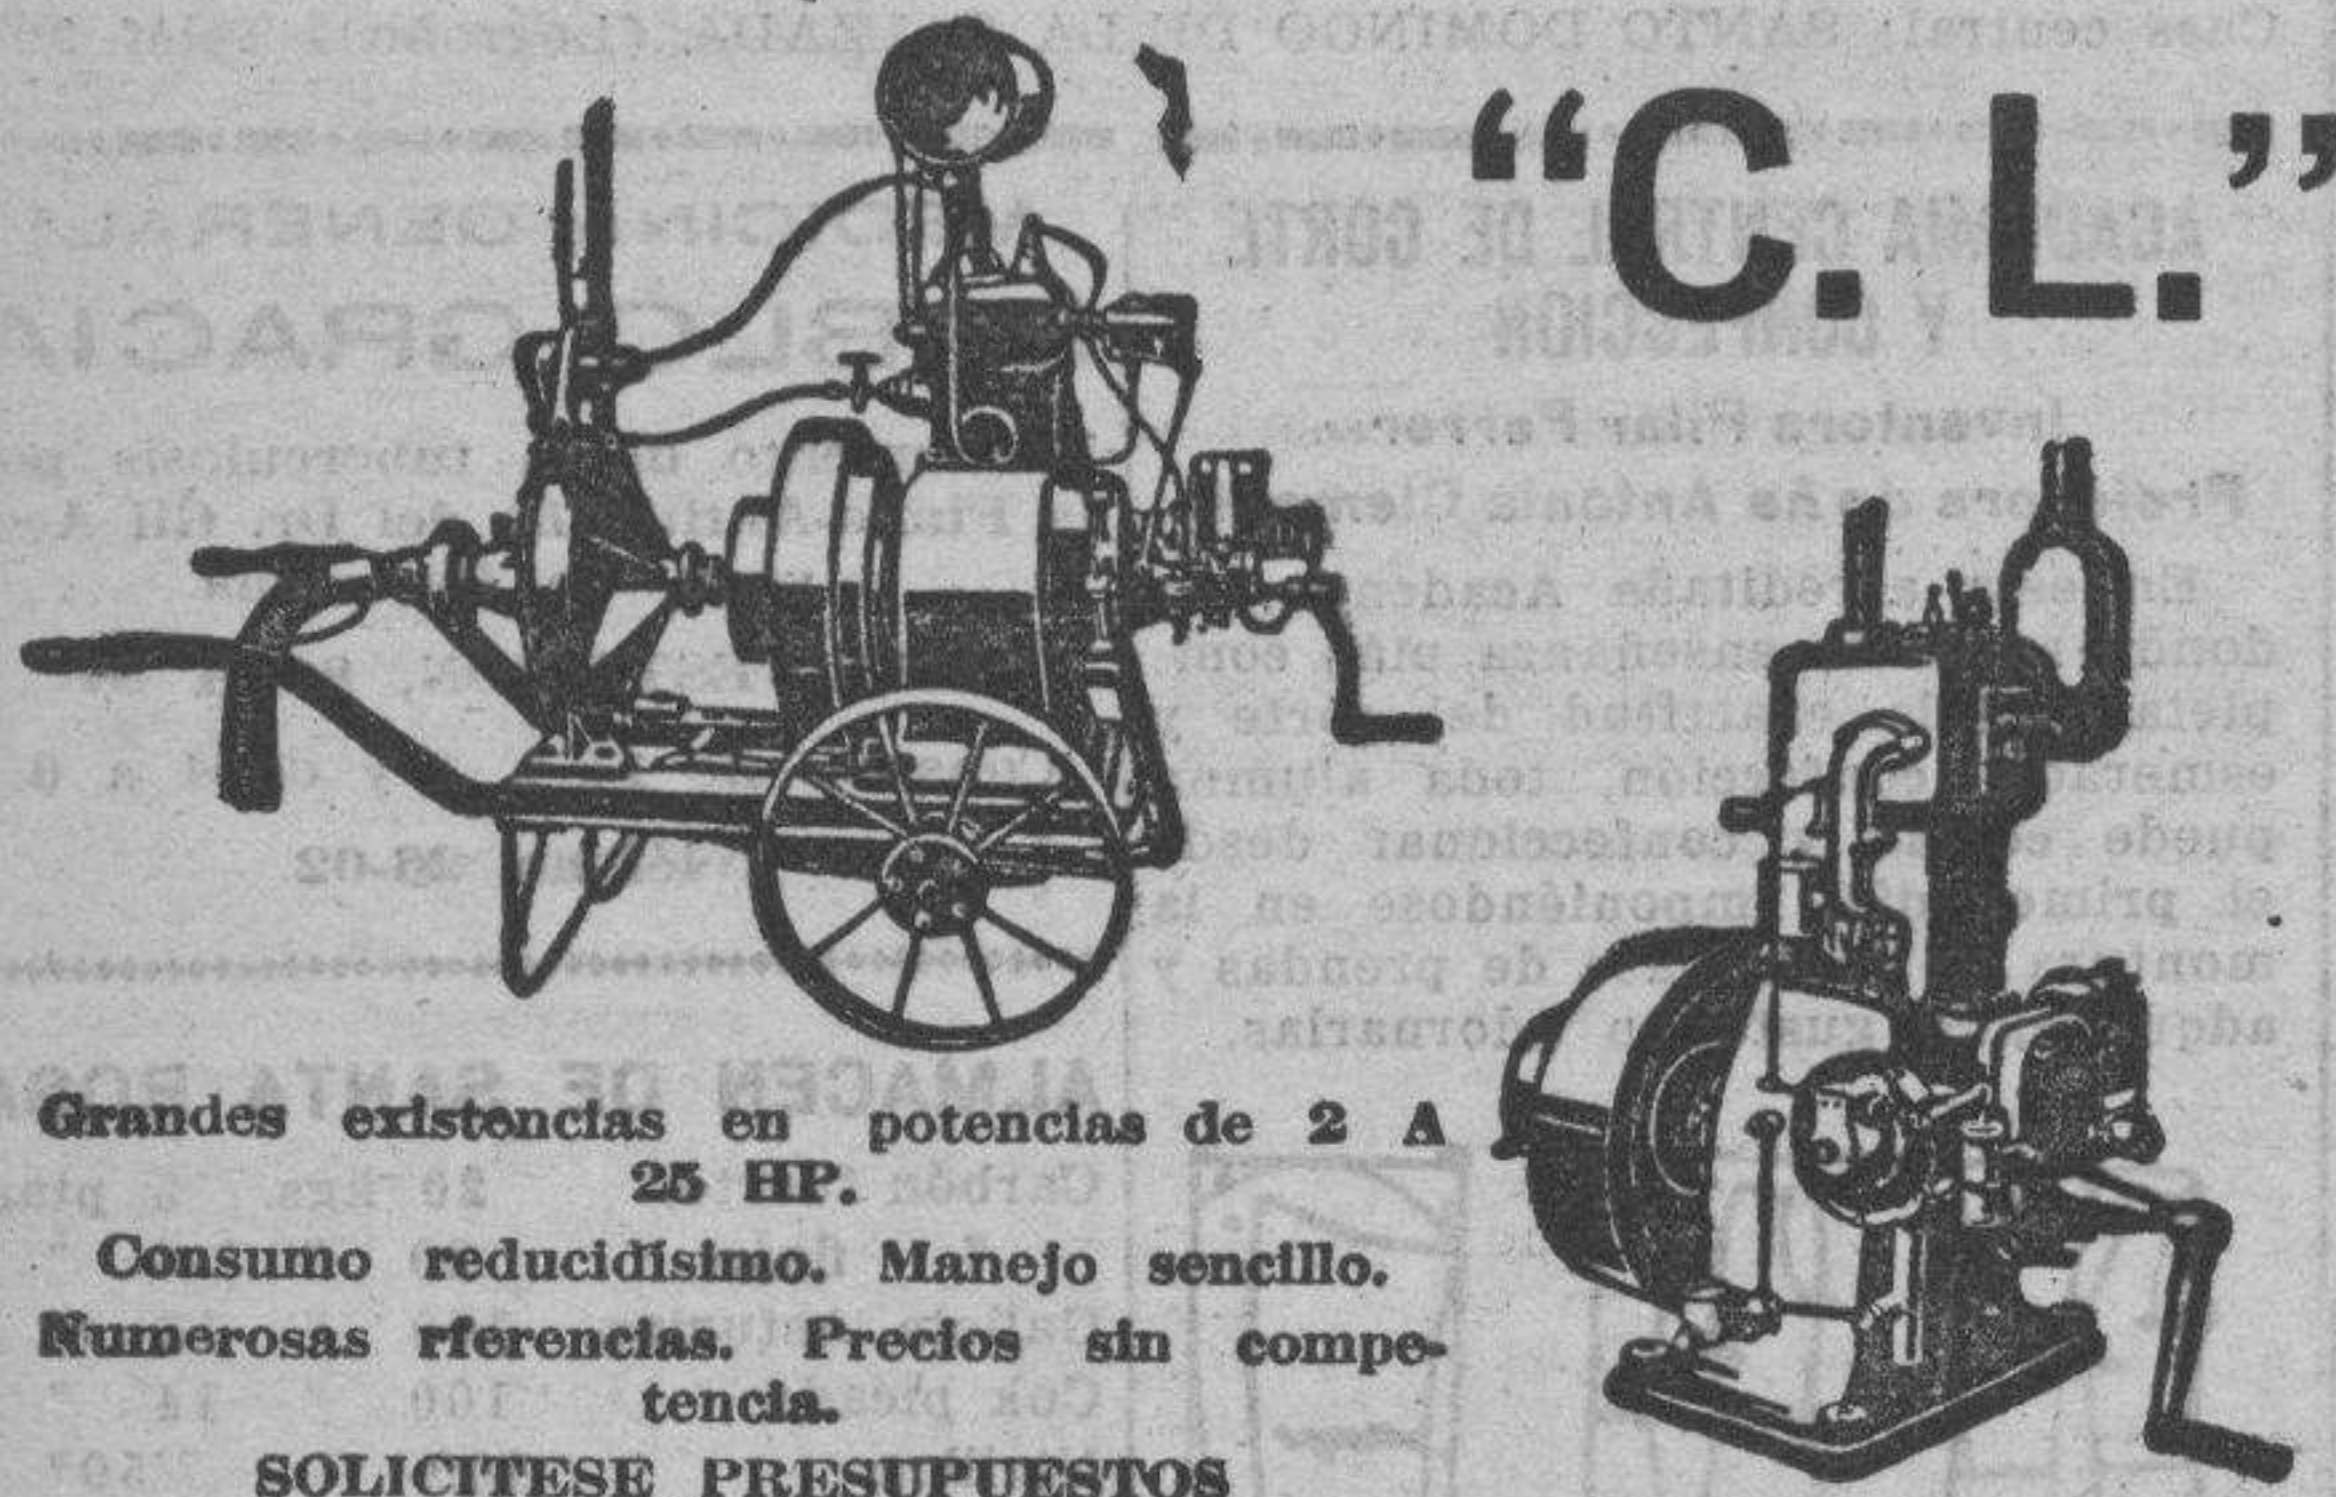 “C. L.”
Grandes existencias en potencias de 2 A
25 HP.
Consumo reducidísimo. Manejo sencillo.
Numerosas rferencias. Precios sin compe-
tencia.
SOLICITESE PRESUPUESTOS